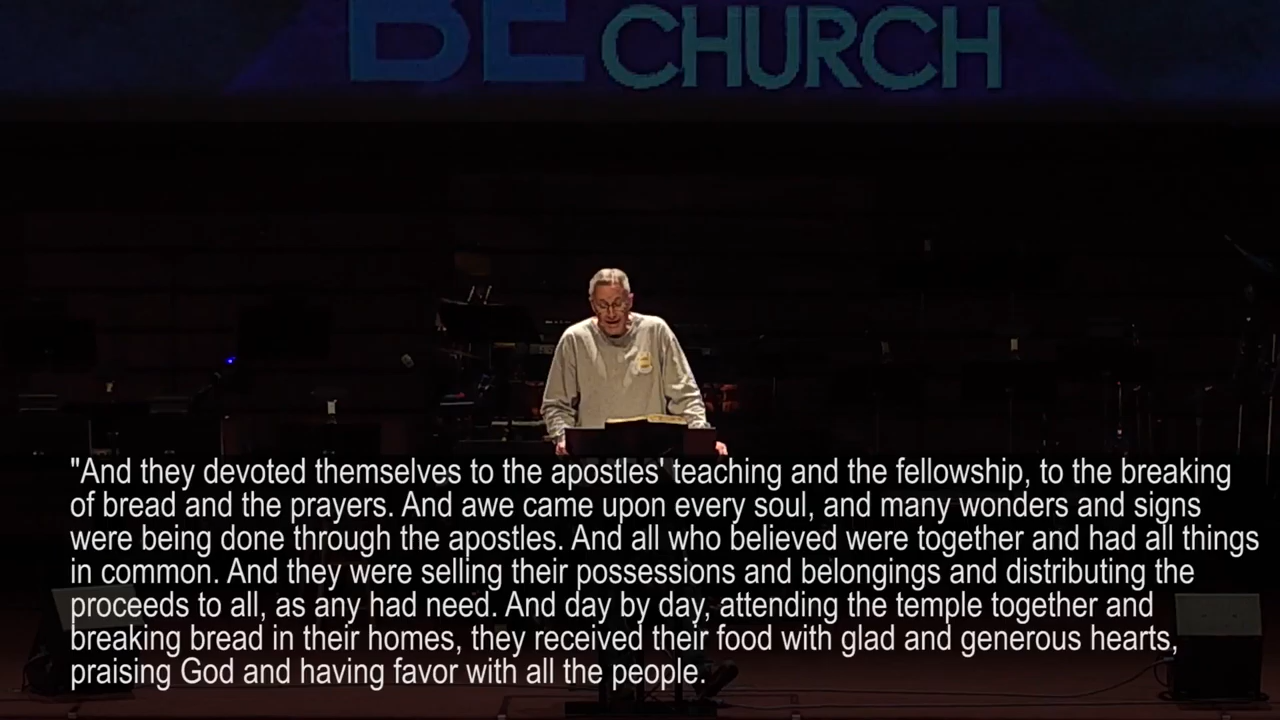 BE CHURCH
"And they devoted themselves to the apostles' teaching and the fellowship, to the breaking
of bread and the prayers. And awe came upon every soul, and many wonders and signs
were being done through the apostles. And all who believed were together and had all things
in common. And they were selling their possessions and belongings and distributing the
proceeds to all, as any had need. And day by day, attending the temple together and
breaking bread in their homes, they received their food with glad and generous hearts,
praising God and having favor with all the people.